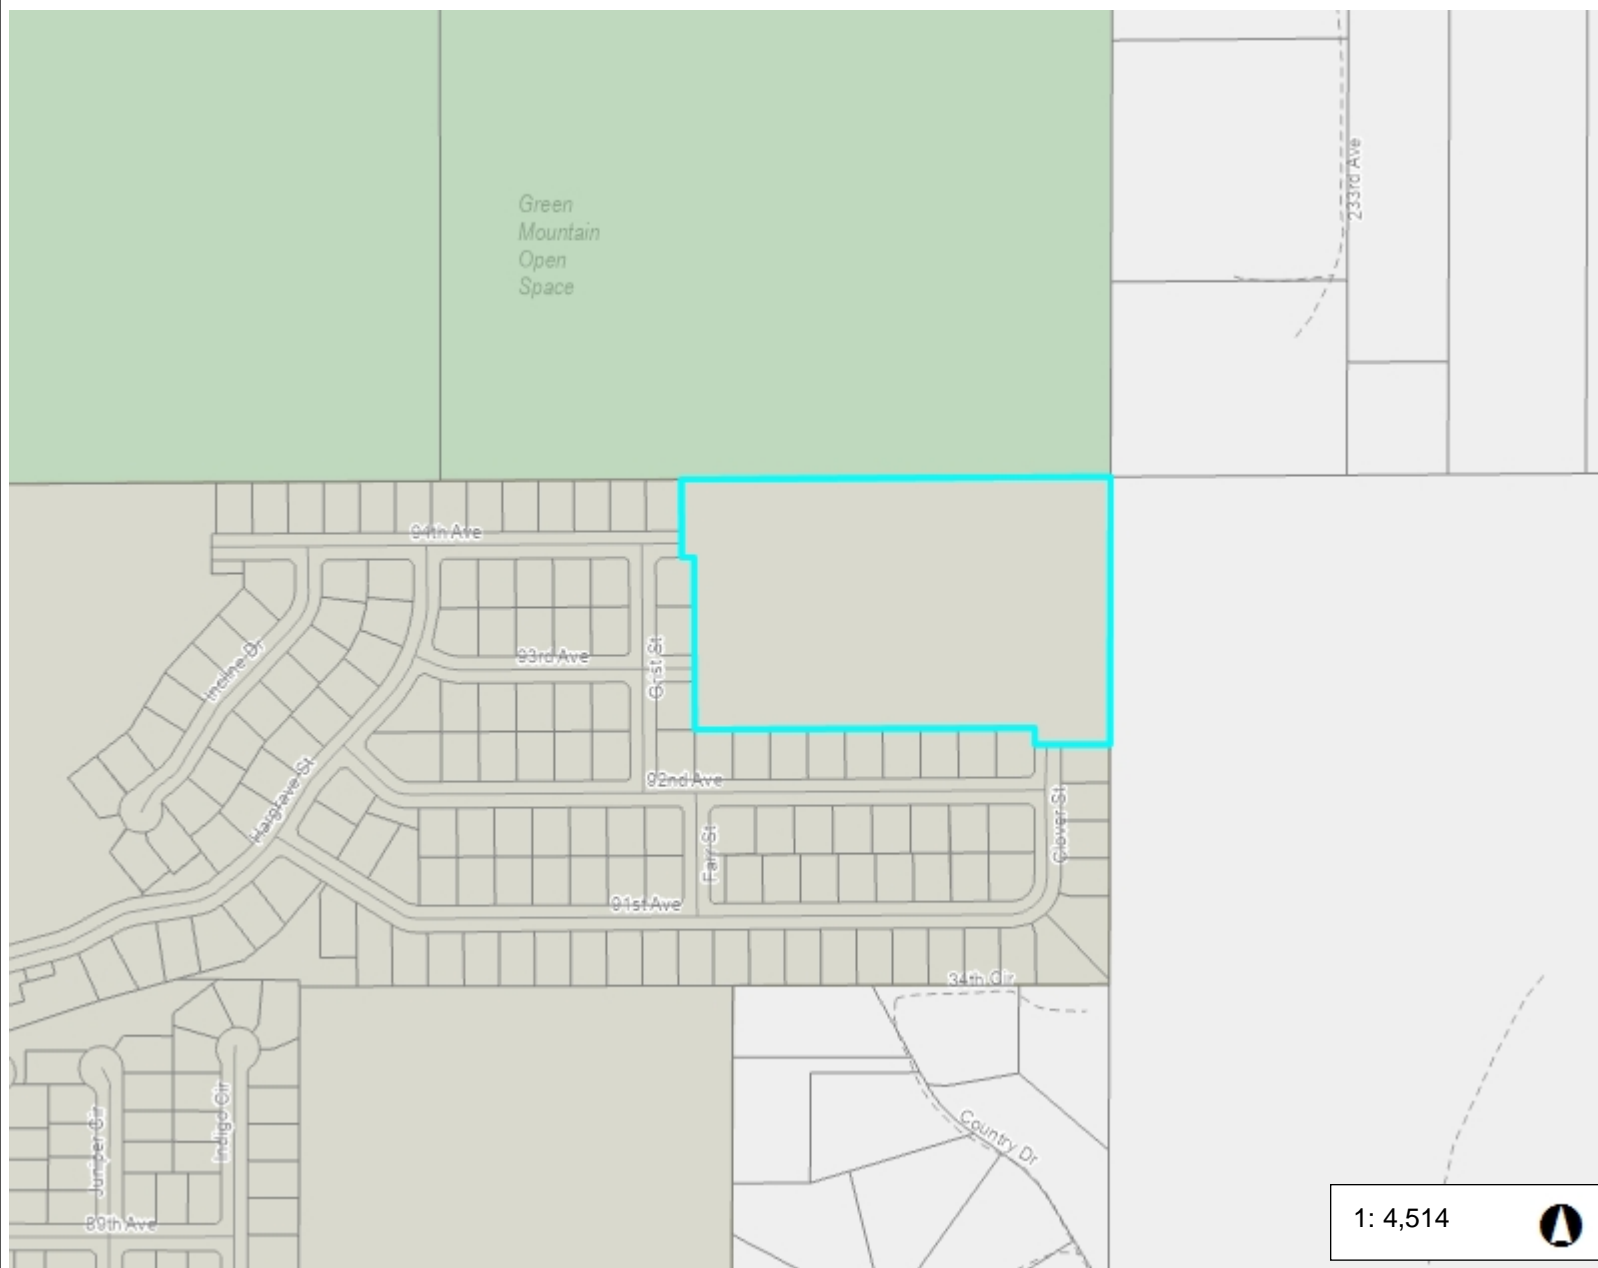 233rd Ave
Green
Mountain
Open
Space
94th Ave
Incline Dr
93rd Ave
Grist St
Hargrave St
92nd Ave
Farr St
Clover St
91st Ave
34th Cir
Juniper Cir
Indigo Cir
Country Dr
89th Ave
1: 4,514